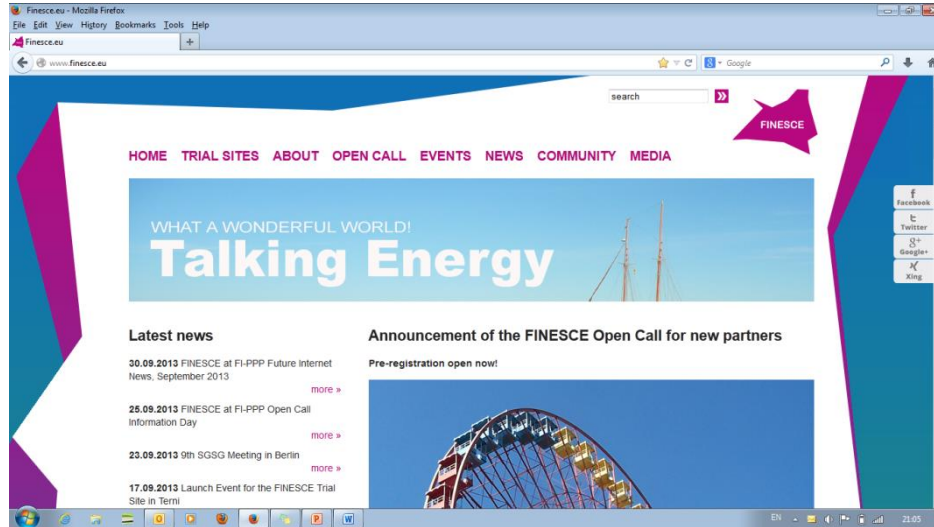 Finesce.eu - Mozilla Firefox
File Edit View History Bookmarks Tools Help
Finesce.eu
www.finesce.eu
Google
search
FINESCE
HOME TRIAL SITES ABOUT OPEN CALL EVENTS NEWS COMMUNITY MEDIA
WHAT A WONDERFUL WORLD!
Talking Energy
Facebook
Twitter
Google+
Xing
Latest news
30.09.2013 FINESCE at FI-PPP Future Internet
News, September 2013
more »
25.09.2013 FINESCE at FI-PPP Open Call
Information Day
more »
23.09.2013 9th SGSG Meeting in Berlin
more »
17.09.2013 Launch Event for the FINESCE Trial
Site in Terni
Announcement of the FINESCE Open Call for new partners
Pre-registration open now!
EN
21:05